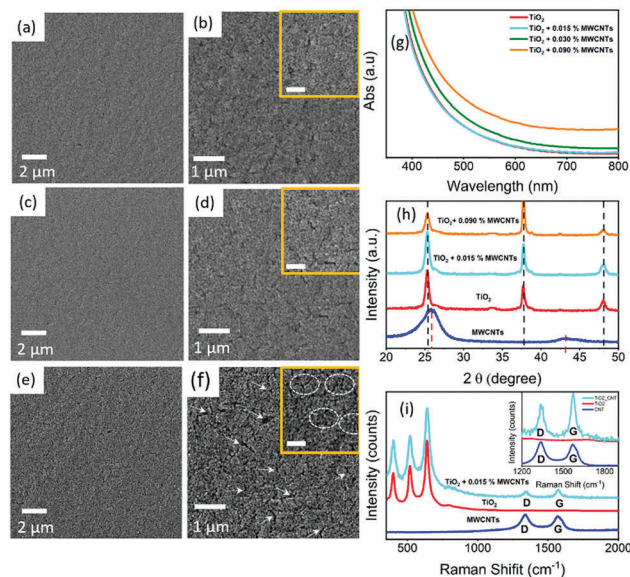 (a)
2 µm
(b)
1 µm
(c)
2 µm
(d)
1 µm
(e)
2 µm
(f)
1 µm
(g)
TiO₂
TiO₂ + 0.015 % MWCNTs
TiO₂ + 0.030 % MWCNTs
TiO₂ + 0.090 % MWCNTs
Abs (a.u)
400 500 600 700 800
Wavelength (nm)
(h)
TiO₂+ 0.090 % MWCNTs
TiO₂ + 0.015 % MWCNTs
TiO₂
MWCNTs
Intensity (a.u.)
20 25 30 35 40 45 50
2 θ (degree)
(i)
TiO2_CNT
TiO2
CNT
D G
D G
Intensity (counts)
1200 1500 1800
Raman Shift (cm⁻¹)
TiO₂ + 0.015 % MWCNTs
D G
TiO₂
MWCNTs
D G
Intensity (counts)
500 1000 1500 2000
Raman Shifit (cm⁻¹)